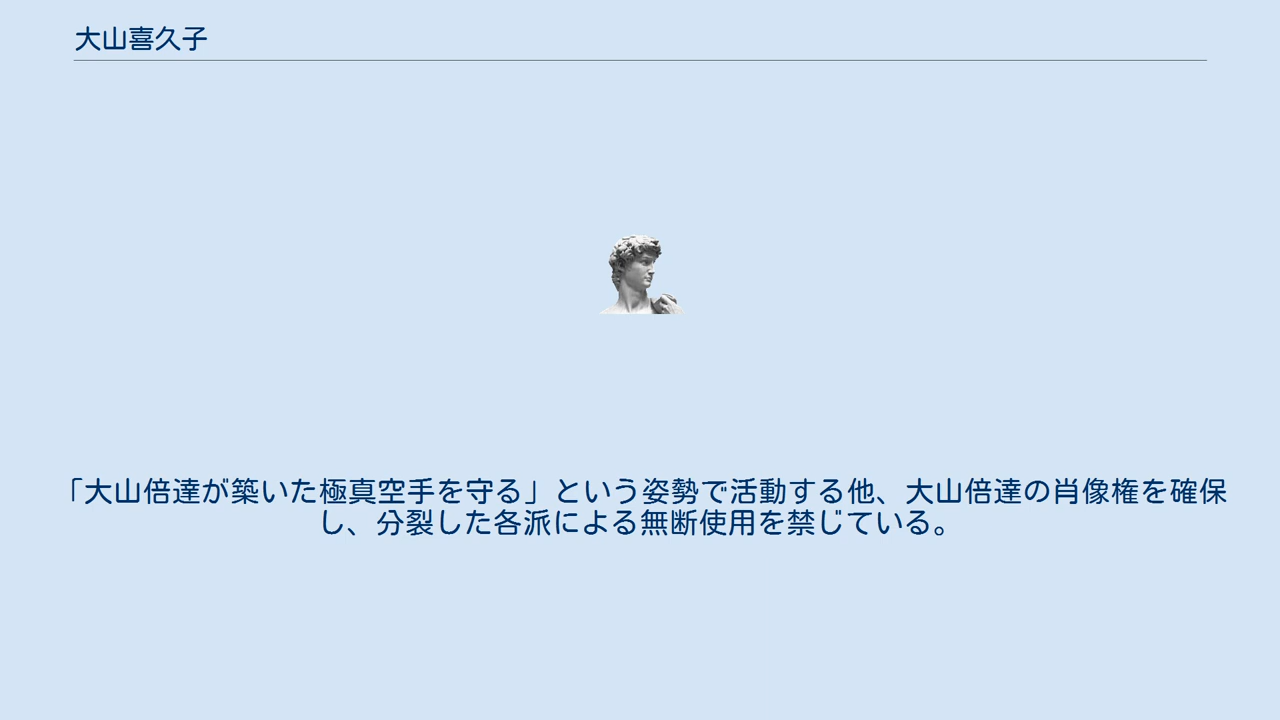 大山喜久子
「大山倍達が築いた極真空手を守る」という姿勢で活動する他、大山倍達の肖像権を確保
し、分裂した各派による無断使用を禁じている。